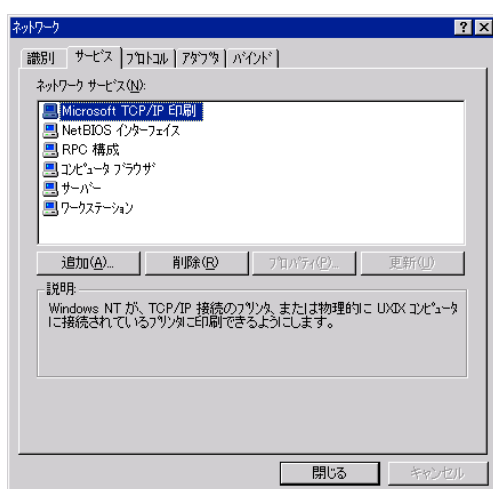 ネットワーク
識別 サービス プロトコル アダプタ バインド
ネットワーク サービス(N):
Microsoft TCP/IP 印刷
NetBIOS インターフェイス
RPC 構成
コンピュータ ブラウザ
サーバー
ワークステーション
追加(A)... 削除(R) プロパティ(P)... 更新(U)
説明:
Windows NT が、TCP/IP 接続のプリンタ、または物理的に UXIX コンピュータ
に接続されているプリンタに印刷できるようにします。
閉じる キャンセル